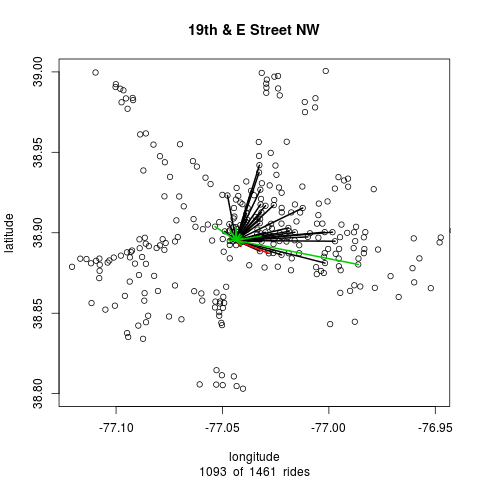 19th & E Street NW
39.00
38.95
38.90
38.85
38.80
latitude
-77.10
-77.05
-77.00
-76.95
longitude
1093 of 1461 rides